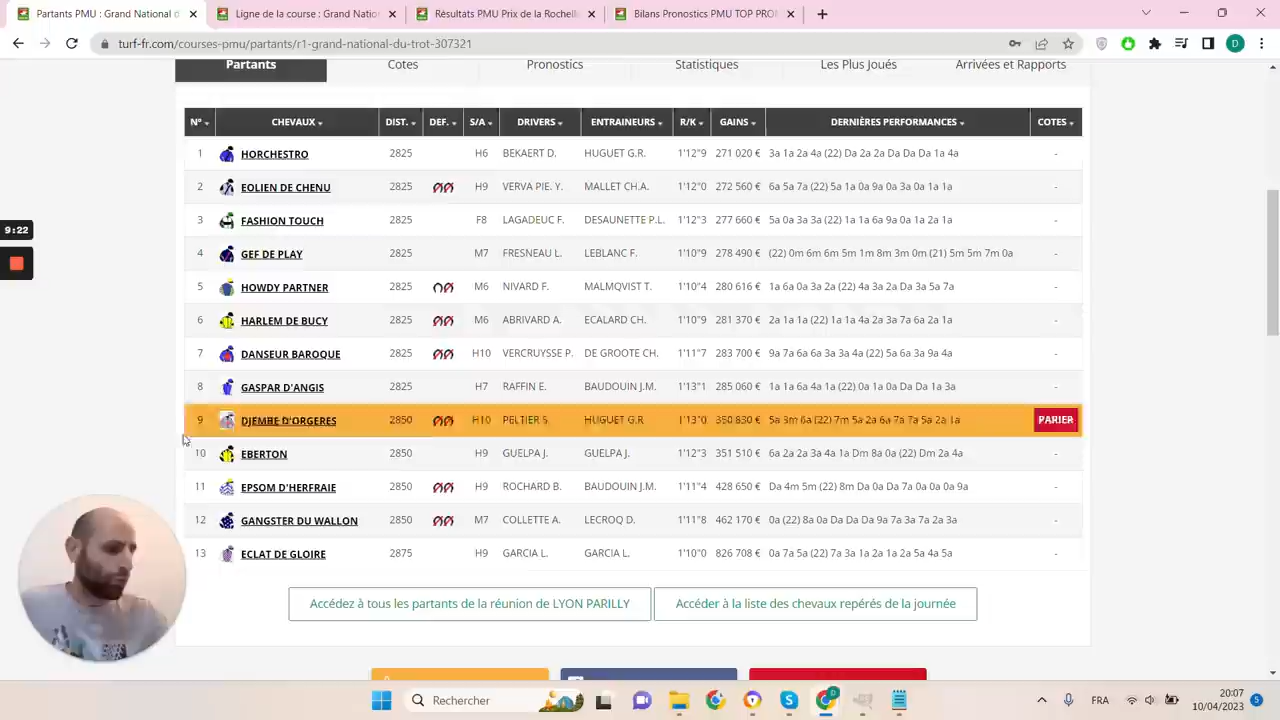 Partants PMU : Grand National d
Ligne de la course : Grand Natio
Résultats PMU Prix de la Rochell
Bilans Pronostics PMU TOP PRO
turf-fr.com/courses-pmu/partants/r1-grand-national-du-trot-307321
Partants Cotes Pronostics Statistiques Les Plus Joués Arrivées et Rapports
N° CHEVAUX DIST. DEF. S/A DRIVERS ENTRAINEURS R/K GAINS DERNIÈRES PERFORMANCES COTES
1 HORCHESTRO 2825 H6 BEKAERT D. HUGUET G.R. 1'12"9 271 020 € 3a 1a 2a 4a (22) Da 2a 2a Da Da Da 1a 4a -
2 EOLIEN DE CHENU 2825 H9 VERVA PIE. Y. MALLET CH.A. 1'12"0 272 560 € 6a 5a 7a (22) 5a 1a 0a 9a 0a 3a 0a 1a 1a -
3 FASHION TOUCH 2825 F8 LAGADEUC F. DESAUNETTE P.L. 1'12"3 277 660 € 5a 0a 3a 3a (22) 1a 1a 6a 9a 0a 1a 2a 1a -
4 GEF DE PLAY 2825 M7 FRESNEAU L. LEBLANC F. 1'10"9 278 490 € (22) 0m 6m 6m 5m 1m 8m 3m 0m (21) 5m 5m 7m 0a -
5 HOWDY PARTNER 2825 M6 NIVARD F. MALMQVIST T. 1'10"4 280 616 € 1a 6a 0a 3a 2a (22) 4a 3a 2a Da 3a 5a 7a -
6 HARLEM DE BUCY 2825 M6 ABRIVARD A. ECALARD CH. 1'10"9 281 370 € 2a 1a 1a (22) 1a 1a 4a 2a 3a 7a 6a 2a 1a -
7 DANSEUR BAROQUE 2825 H10 VERCRUYSSE P. DE GROOTE CH. 1'11"7 283 700 € 9a 7a 6a 6a 3a 3a 4a (22) 5a 6a 3a 9a 4a -
8 GASPAR D'ANGIS 2825 H7 RAFFIN E. BAUDOUIN J.M. 1'13"1 285 060 € 1a 1a 6a 4a (22) 0a 1a 0a Da Da 1a 3a -
9 DJEMBE D'ORGERES 2850 H10 PELTIER S. HUGUET G.R 1'13"0 350 830 € 5a 8m 6a (22) 7m 5a 2a 6a 7a 7a 5a 2a 1a PARIER
10 EBERTON 2850 H9 GUELPA J. GUELPA J. 1'12"3 351 510 € 6a 2a 2a 3a 4a 1a Dm 8a 0a (22) Dm 2a 4a -
11 EPSOM D'HERFRAIE 2850 H9 ROCHARD B. BAUDOUIN J.M. 1'11"4 428 650 € Da 4m 5m (22) 8m Da 0a Da 7a 0a 0a 0a 9a -
12 GANGSTER DU WALLON 2850 M7 COLLETTE A. LECROQ D. 1'11"8 462 170 € 0a (22) 8a 0a Da Da Da 9a 7a 3a 7a 2a 3a -
13 ECLAT DE GLOIRE 2875 H9 GARCIA L. GARCIA L. 1'10"0 826 708 € 0a 7a 5a (22) 7a 3a 1a 2a 1a 2a 5a 4a 5a -
9:22
Accédez à tous les partants de la réunion de LYON PARILLY
Accéder à la liste des chevaux repérés de la journée
Rechercher
FRA
20:07
10/04/2023
5